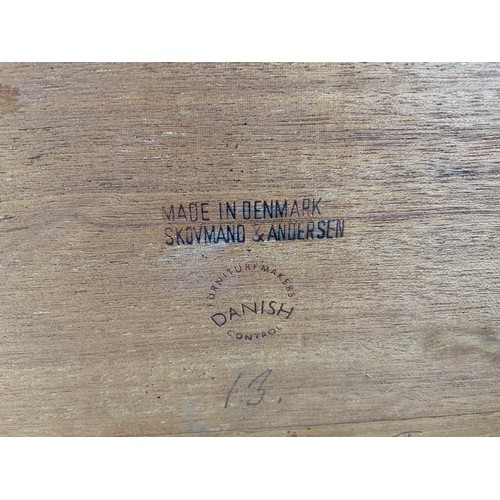 MADE IN DENMARK
SKOVMAND & ANDERSEN
FURNITUREMAKERS
DANISH
CONTROL
13.